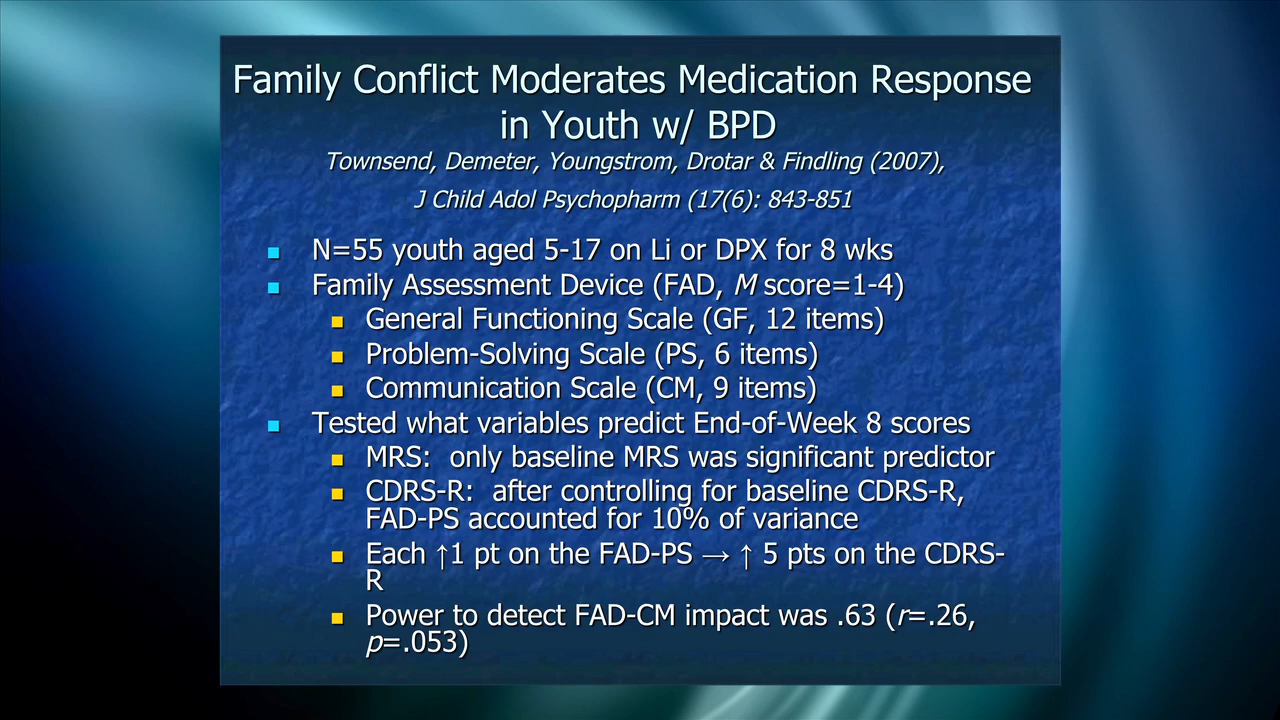 Family Conflict Moderates Medication Response
in Youth w/ BPD
Townsend, Demeter, Youngstrom, Drotar & Findling (2007),
J Child Adol Psychopharm (17(6): 843-851
N=55 youth aged 5-17 on Li or DPX for 8 wks
Family Assessment Device (FAD, M score=1-4)
General Functioning Scale (GF, 12 items)
Problem-Solving Scale (PS, 6 items)
Communication Scale (CM, 9 items)
Tested what variables predict End-of-Week 8 scores
MRS: only baseline MRS was significant predictor
CDRS-R: after controlling for baseline CDRS-R,
FAD-PS accounted for 10% of variance
Each ↑1 pt on the FAD-PS → ↑ 5 pts on the CDRS-
R
Power to detect FAD-CM impact was .63 (r=.26,
p=.053)